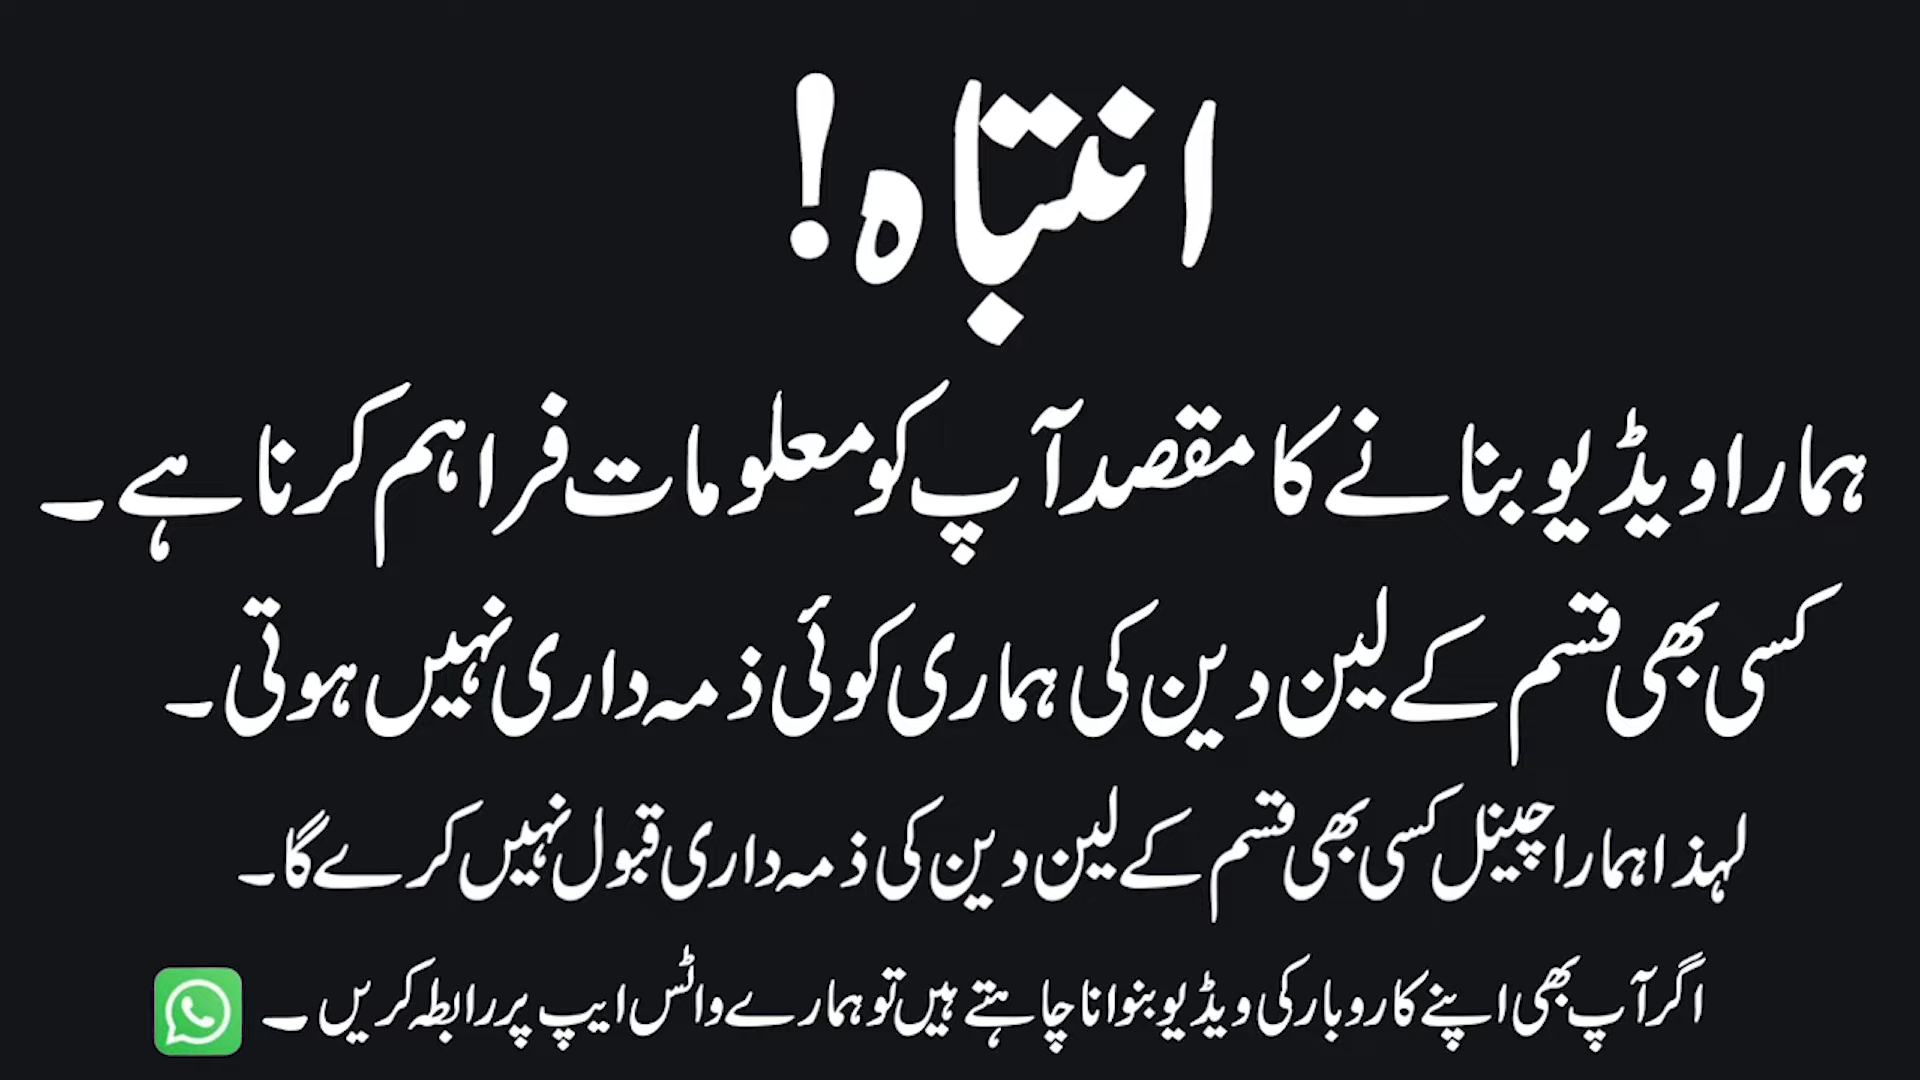 انتباہ!
ہمارا ویڈیو بنانے کا مقصد آپ کو معلومات فراہم کرنا ہے۔
کسی بھی قسم کے لین دین کی ہماری کوئی ذمہ داری نہیں ہوتی۔
لہذا ہمارا چینل کسی بھی قسم کے لین دین کی ذمہ داری قبول نہیں کرے گا۔
اگر آپ بھی اپنے کاروبار کی ویڈیو بنوانا چاہتے ہیں تو ہمارے واٹس ایپ پر رابطہ کریں۔